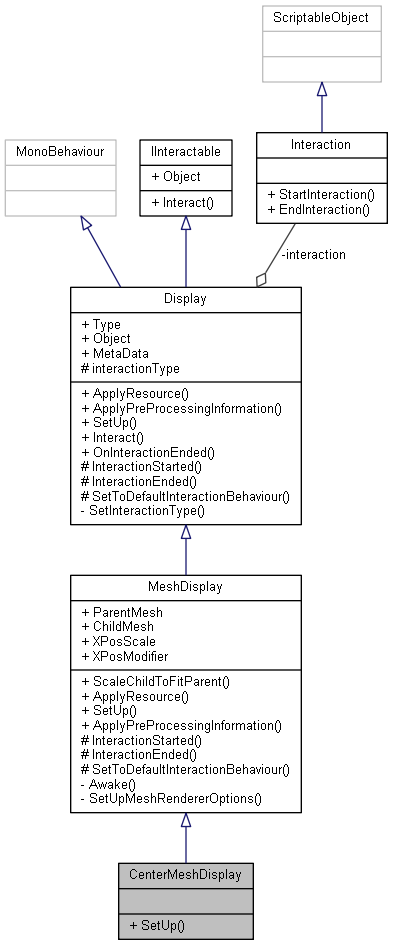 ScriptableObject
MonoBehaviour
IInteractable
+ Object
+ Interact()
Interaction
+ StartInteraction()
+ EndInteraction()
-interaction
Display
+ Type
+ Object
+ MetaData
# interactionType
+ ApplyResource()
+ ApplyPreProcessingInformation()
+ SetUp()
+ Interact()
+ OnInteractionEnded()
# InteractionStarted()
# InteractionEnded()
# SetToDefaultInteractionBehaviour()
- SetInteractionType()
MeshDisplay
+ ParentMesh
+ ChildMesh
+ XPosScale
+ XPosModifier
+ ScaleChildToFitParent()
+ ApplyResource()
+ SetUp()
+ ApplyPreProcessingInformation()
# InteractionStarted()
# InteractionEnded()
# SetToDefaultInteractionBehaviour()
- Awake()
- SetUpMeshRendererOptions()
CenterMeshDisplay
+ SetUp()